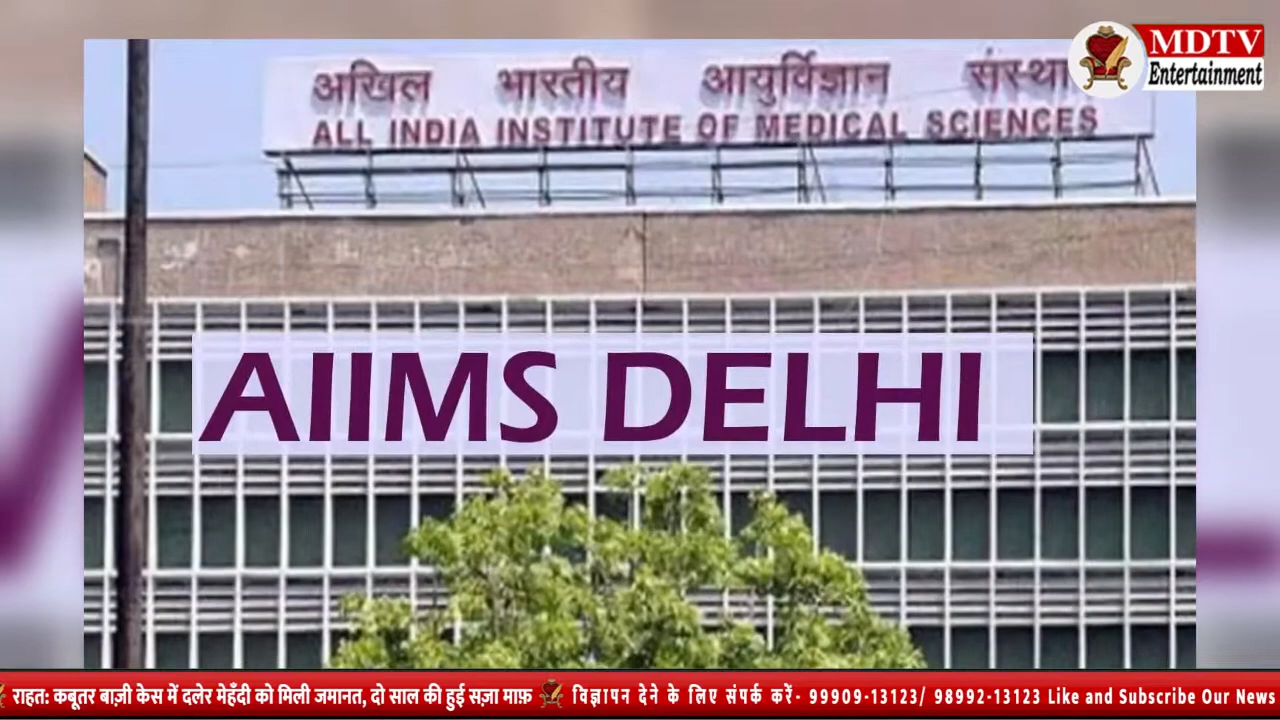 अखिल भारतीय आयुर्विज्ञान संस्था
ALL INDIA INSTITUTE OF MEDICAL SCIENCES
MDTV
Entertainment
AIIMS DELHI
राहत: कबूतर बाज़ी केस में दलेर मेहँदी को मिली जमानत, दो साल की हुई सज़ा माफ़ विज्ञापन देने के लिए संपर्क करें- 99909-13123/ 98992-13123 Like and Subscribe Our News